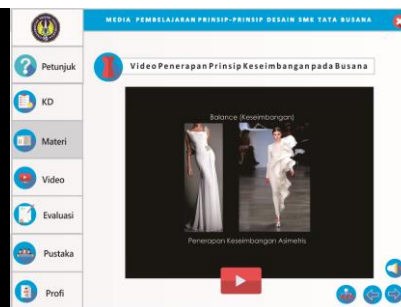 MEDIA PEMBELAJARAN PRINSIP-PRINSIP DESAIN SMK TATA BUSANA
Petunjuk
KD
Materi
Video
Evaluasi
Pustaka
Profi
Video Penerapan Prinsip Keseimbangan pada Busana
Balance (Keseimbangan)
Penerapan Keseimbangan Asimetris